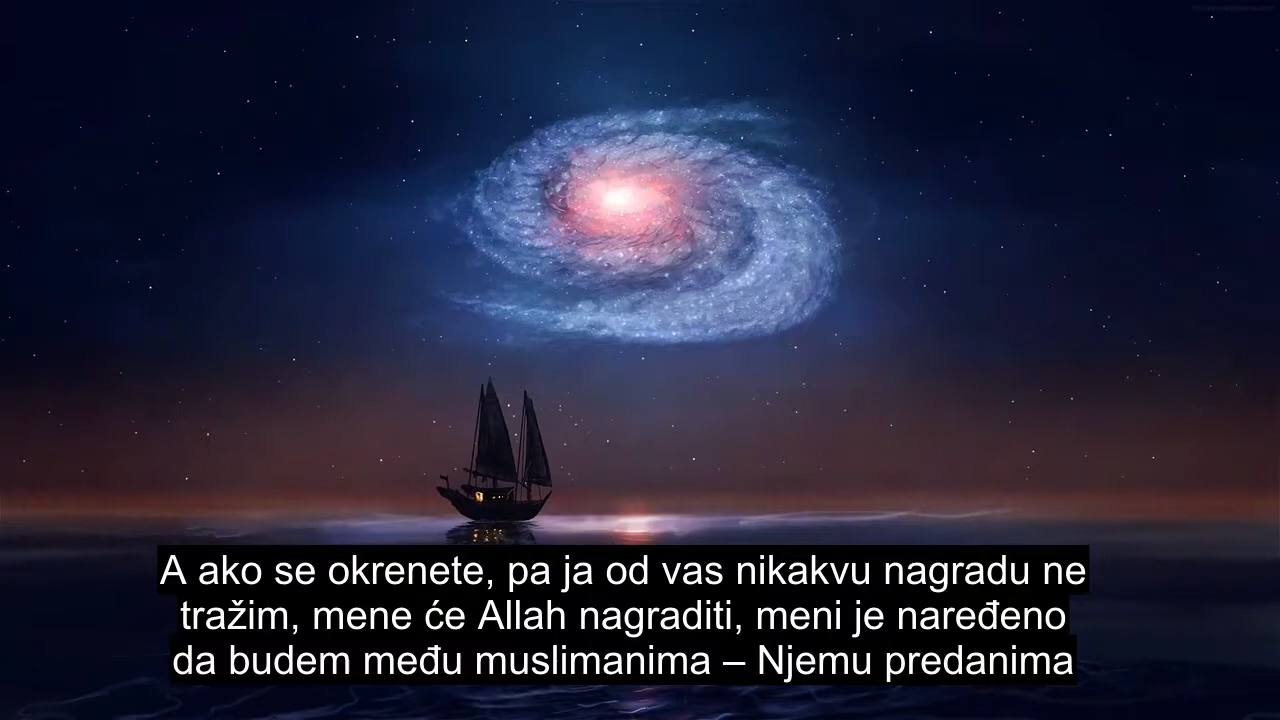 A ako se okrenete, pa ja od vas nikakvu nagradu ne
tražim, mene će Allah nagraditi, meni je naređeno
da budem među muslimanima – Njemu predanima